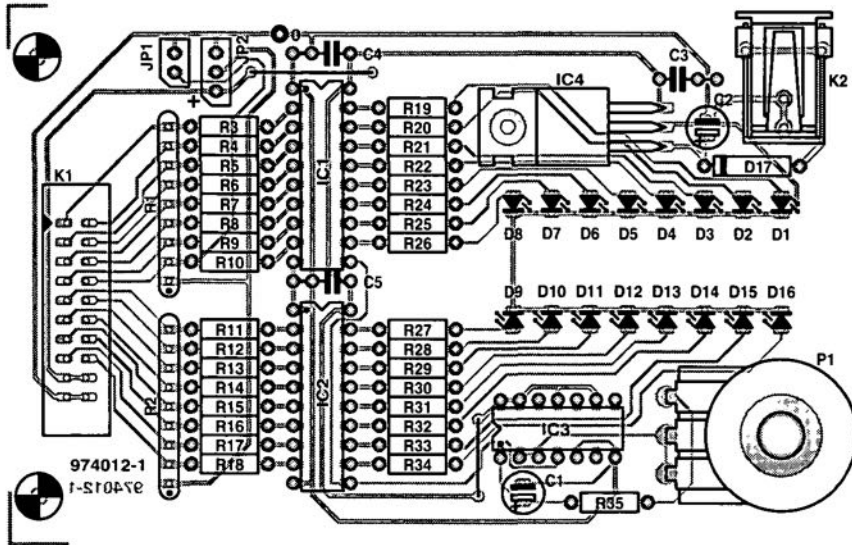 JP1
JP2
0
+
C4
C3
K2
IC4
C2
D17
R19
R20
R21
R22
R23
R24
R25
R26
R3
R4
R5
R6
R7
R8
R9
R10
K1
R1
IC1
D8 D7 D6 D5 D4 D3 D2 D1
C5
D9 D10 D11 D12 D13 D14 D15 D16
R11
R12
R13
R14
R15
R16
R17
R18
R2
IC2
R27
R28
R29
R30
R31
R32
R33
R34
IC3
P1
C1
R35
974012-1
974012-1